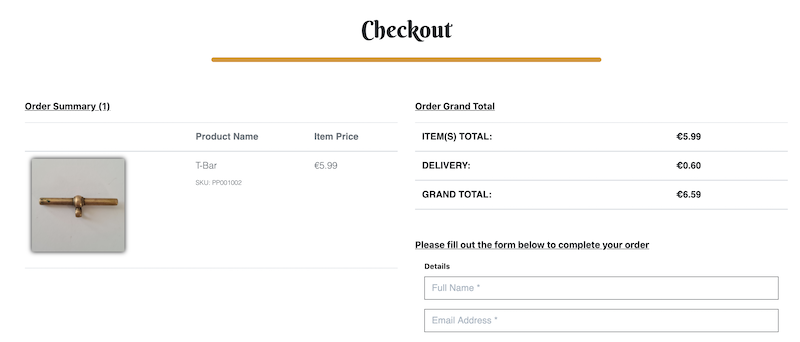 Checkout
Order Summary (1)
Product Name Item Price
T-Bar €5.99
SKU: PP001002
Order Grand Total
ITEM(S) TOTAL: €5.99
DELIVERY: €0.60
GRAND TOTAL: €6.59
Please fill out the form below to complete your order
Details
Full Name *
Email Address *